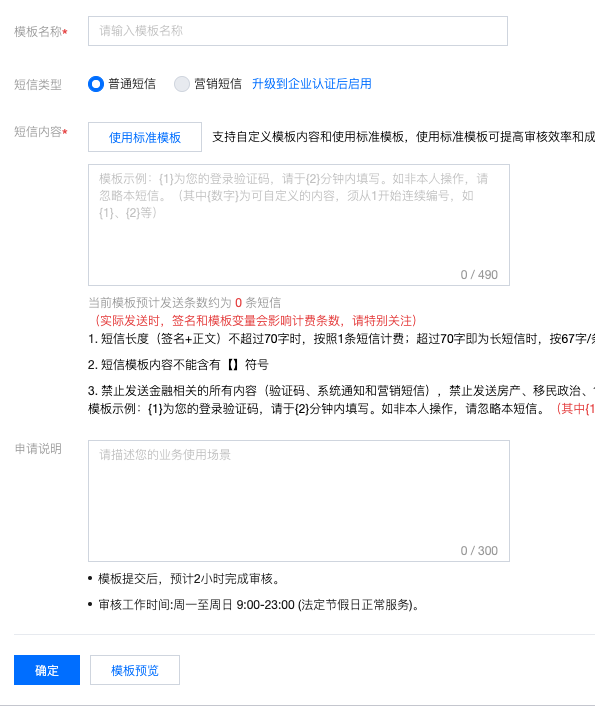 模板名称*
请输入模板名称
短信类型
普通短信
营销短信
升级到企业认证后启用
短信内容*
使用标准模板
支持自定义模板内容和使用标准模板，使用标准模板可提高审核效率和成
模板示例：{1}为您的登录验证码，请于{2}分钟内填写。如非本人操作，请
忽略本短信。（其中{数字}为可自定义的内容，须从1开始连续编号，如
{1}、{2}等）
0 / 490
当前模板预计发送条数约为 0 条短信
（实际发送时，签名和模板变量会影响计费条数，请特别关注）
1. 短信长度（签名+正文）不超过70字时，按照1条短信计费；超过70字即为长短信时，按67字/
2. 短信模板内容不能含有【】符号
3. 禁止发送金融相关的所有内容（验证码、系统通知和营销短信），禁止发送房产、移民政治、
模板示例：{1}为您的登录验证码，请于{2}分钟内填写。如非本人操作，请忽略本短信。（其中{1
申请说明
请描述您的业务使用场景
0 / 300
• 模板提交后，预计2小时完成审核。
• 审核工作时间:周一至周日 9:00-23:00 (法定节假日正常服务)。
确定
模板预览